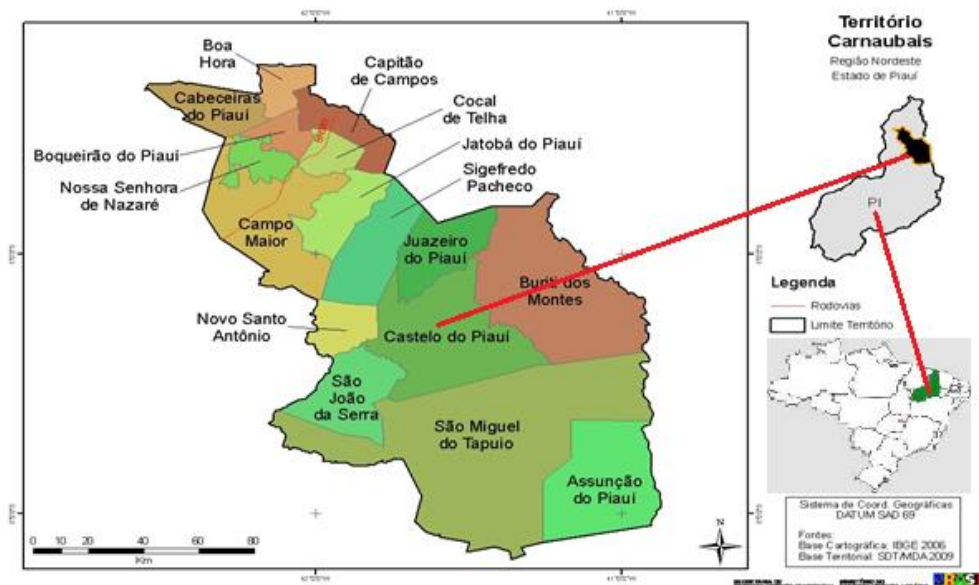 Boa
Hora
Capitão
de Campos
Cabeceiras
do Piauí
Cocal
de Telha
Boqueirão do Piauí
Jatobá do Piauí
Nossa Senhora
de Nazaré
Sigefredo
Pacheco
Campo
Maior
Juazeiro
do Piauí
Buriti dos
Montes
Novo Santo
Antônio
Castelo do Piauí
São
João
da Serra
São Miguel
do Tapuio
Assunção
do Piauí
0 10 20 40 60 80
Km
N
Território
Carnaubais
Região Nordeste
Estado de Piauí
PI
Legenda
Rodovias
Limite Território
Sistema de Coord. Geográficas
DATUM SAD 69
Fontes:
Base Cartográfica: IBGE 2006
Base Territorial: SDT/MDA 2009